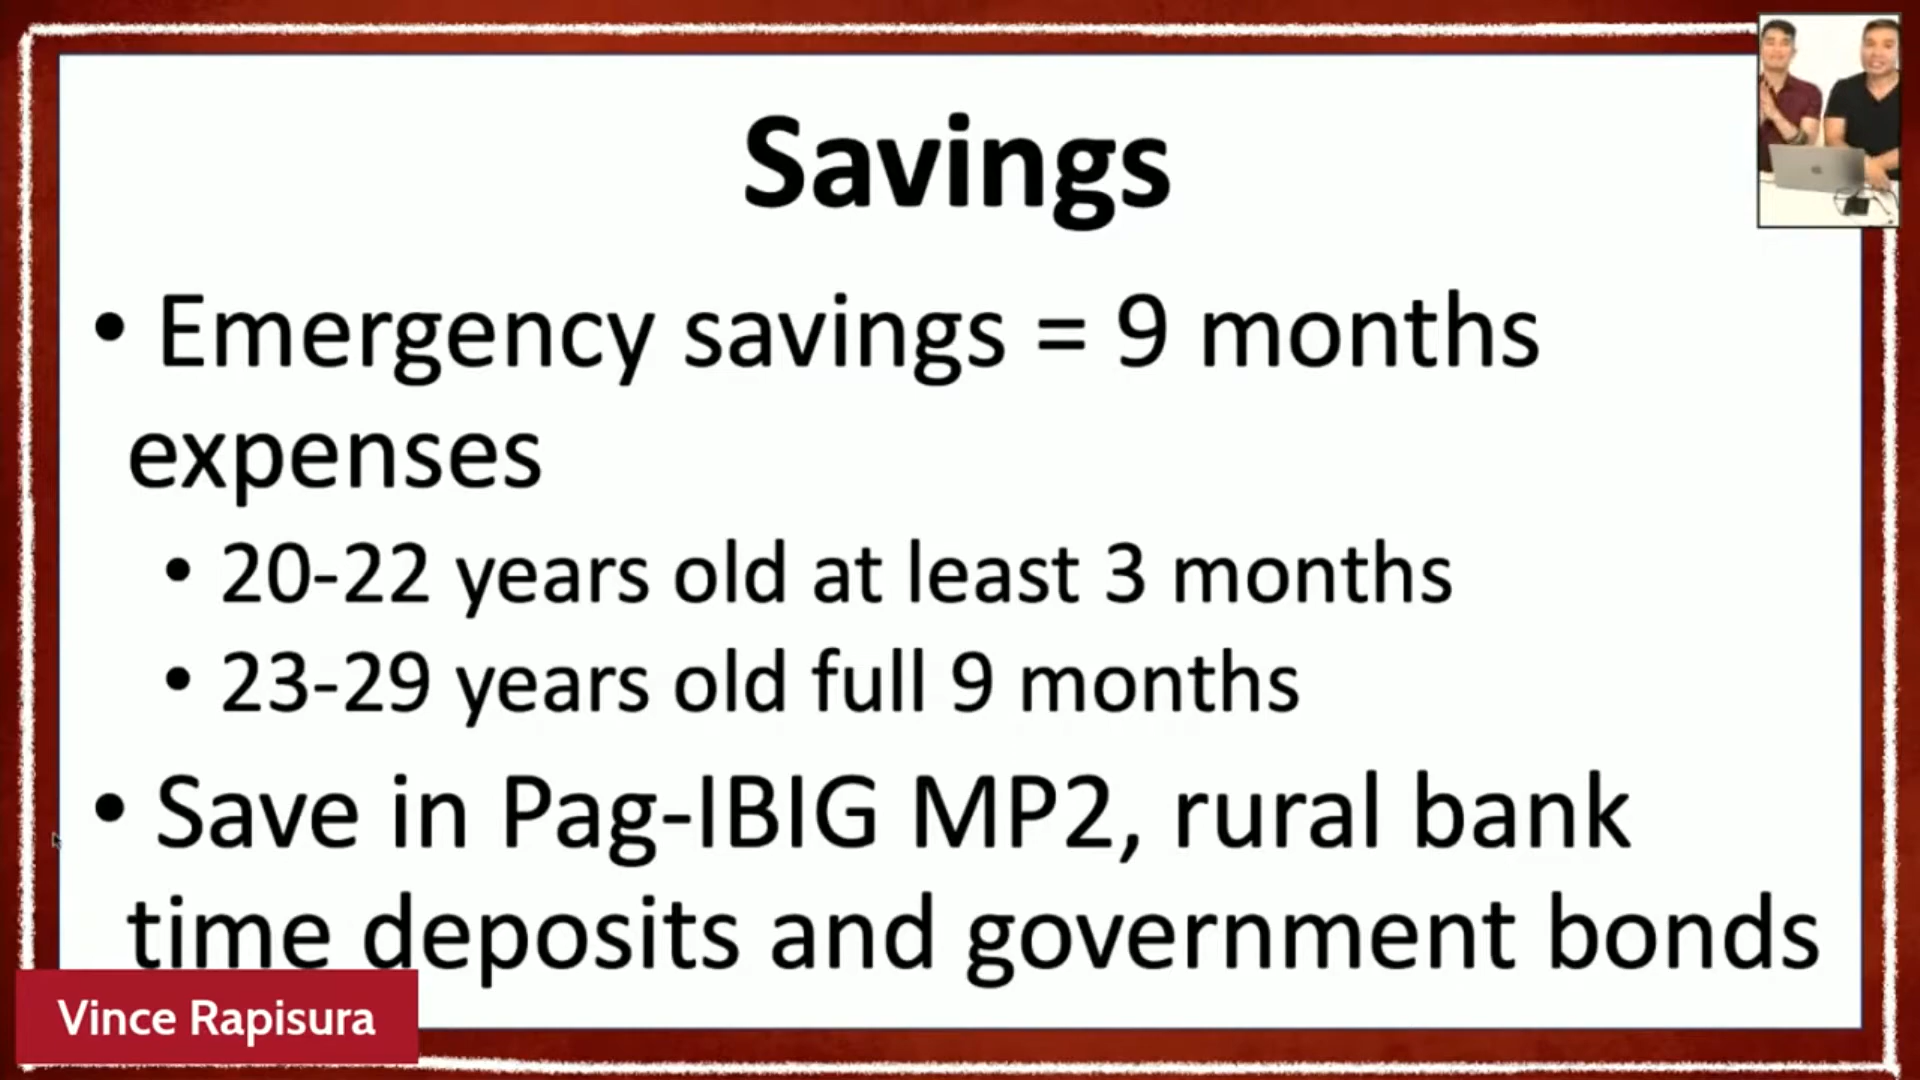 Savings
• Emergency savings = 9 months
expenses
• 20-22 years old at least 3 months
• 23-29 years old full 9 months
• Save in Pag-IBIG MP2, rural bank
time deposits and government bonds
Vince Rapisura